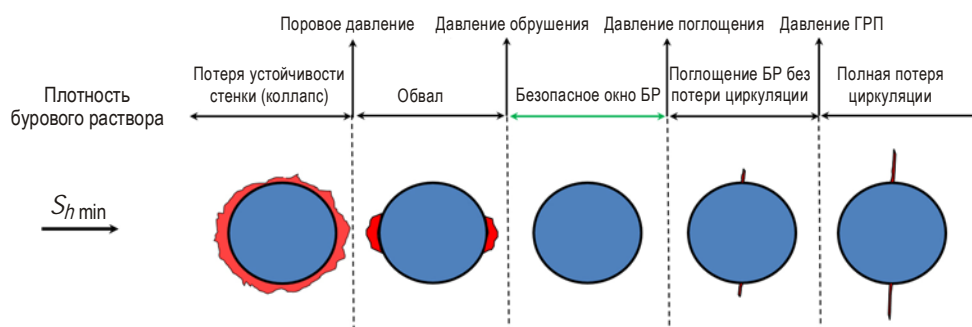 Поровое давление
Давление обрушения
Давление поглощения
Давление ГРП
Плотность
бурового раствора
Потеря устойчивости
стенки (коллапс)
Обвал
Безопасное окно БР
Поглощение БР без
потери циркуляции
Полная потеря
циркуляции
Sh min